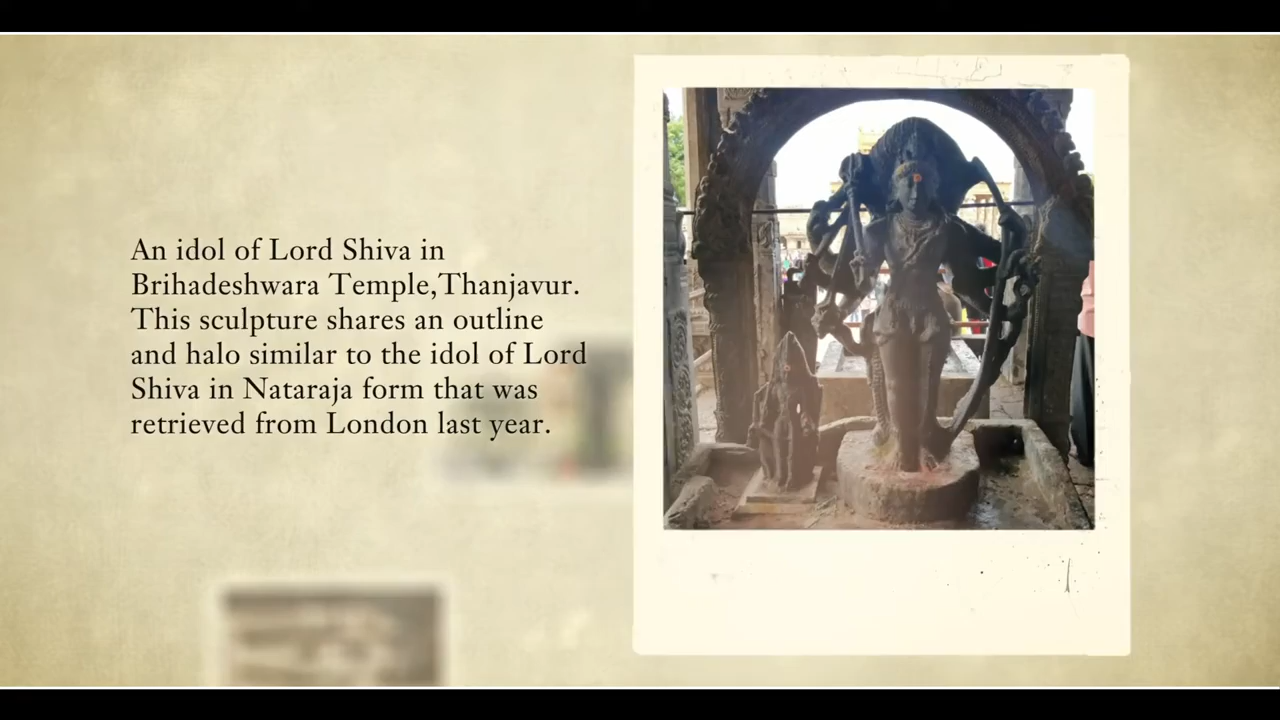 An idol of Lord Shiva in
Brihadeshwara Temple,Thanjavur.
This sculpture shares an outline
and halo similar to the idol of Lord
Shiva in Nataraja form that was
retrieved from London last year.